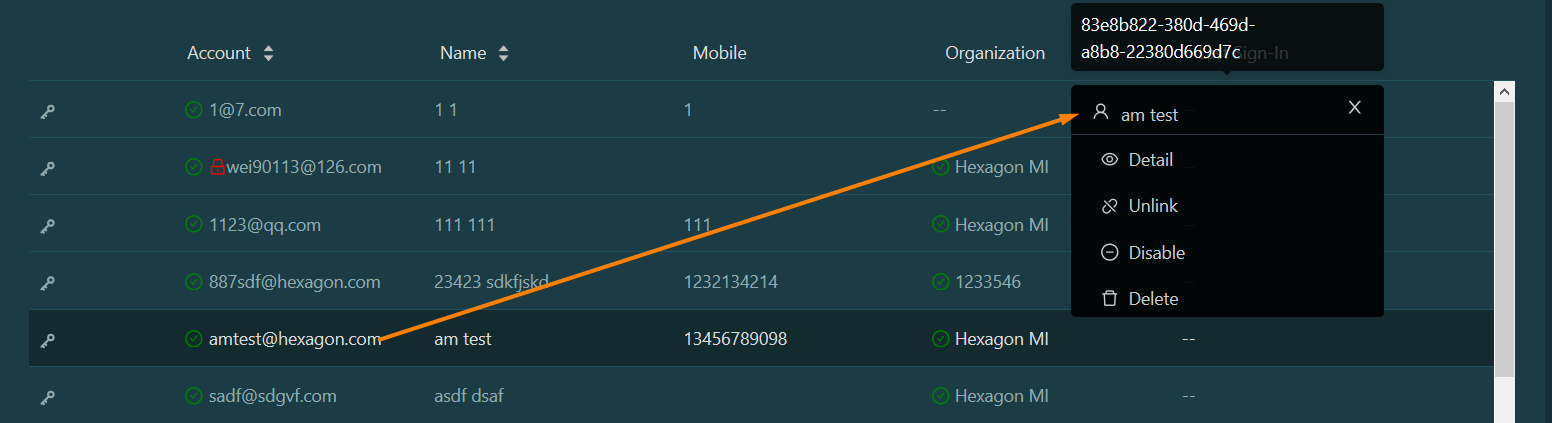 83e8b822-380d-469d-
a8b8-22380d669d7c
Account Name Mobile Organization Sign-In
1@7.com 1 1 1 --
am test
wei90113@126.com 11 11 Hexagon MI
Detail
Unlink
1123@qq.com 111 111 111 Hexagon MI
Disable
887sdf@hexagon.com 23423 sdkfjskd 1232134214 1233546
Delete
amtest@hexagon.com am test 13456789098 Hexagon MI --
sadf@sdgvf.com asdf dsaf Hexagon MI --